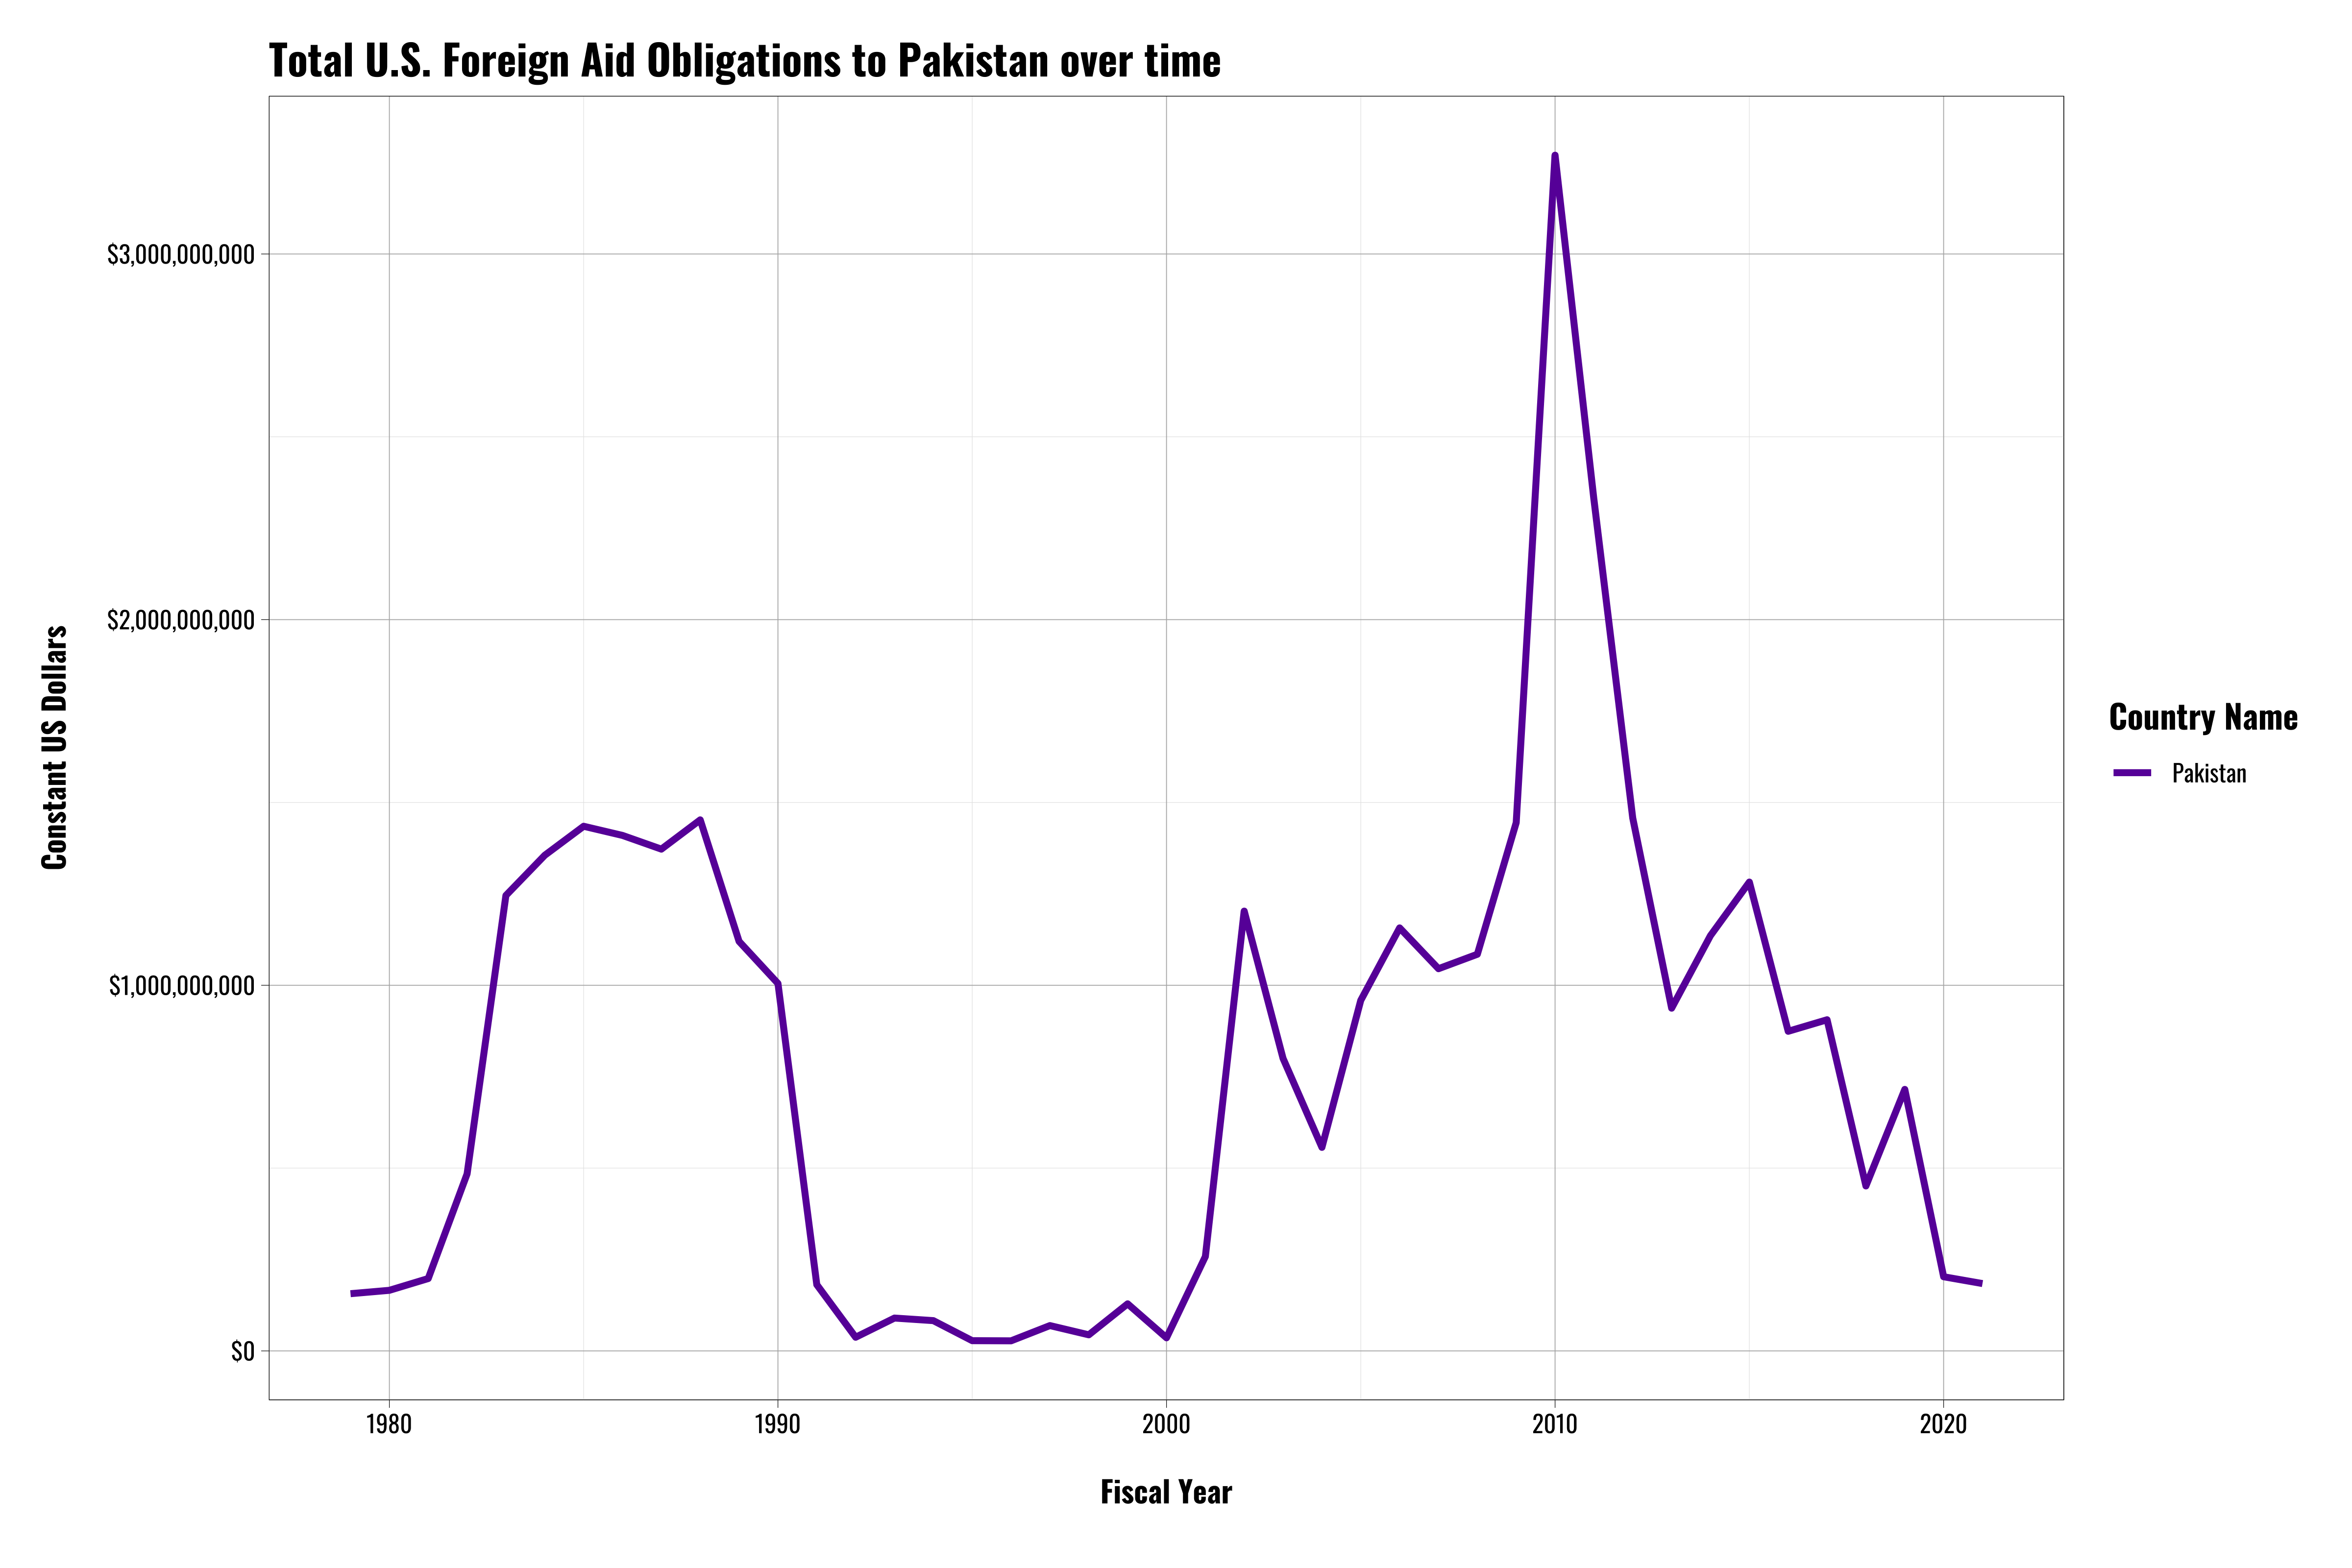 Total U.S. Foreign Aid Obligations to Pakistan over time
Constant US Dollars
$3,000,000,000
$2,000,000,000
$1,000,000,000
$0
1980
1990
2000
2010
2020
Fiscal Year
Country Name
Pakistan